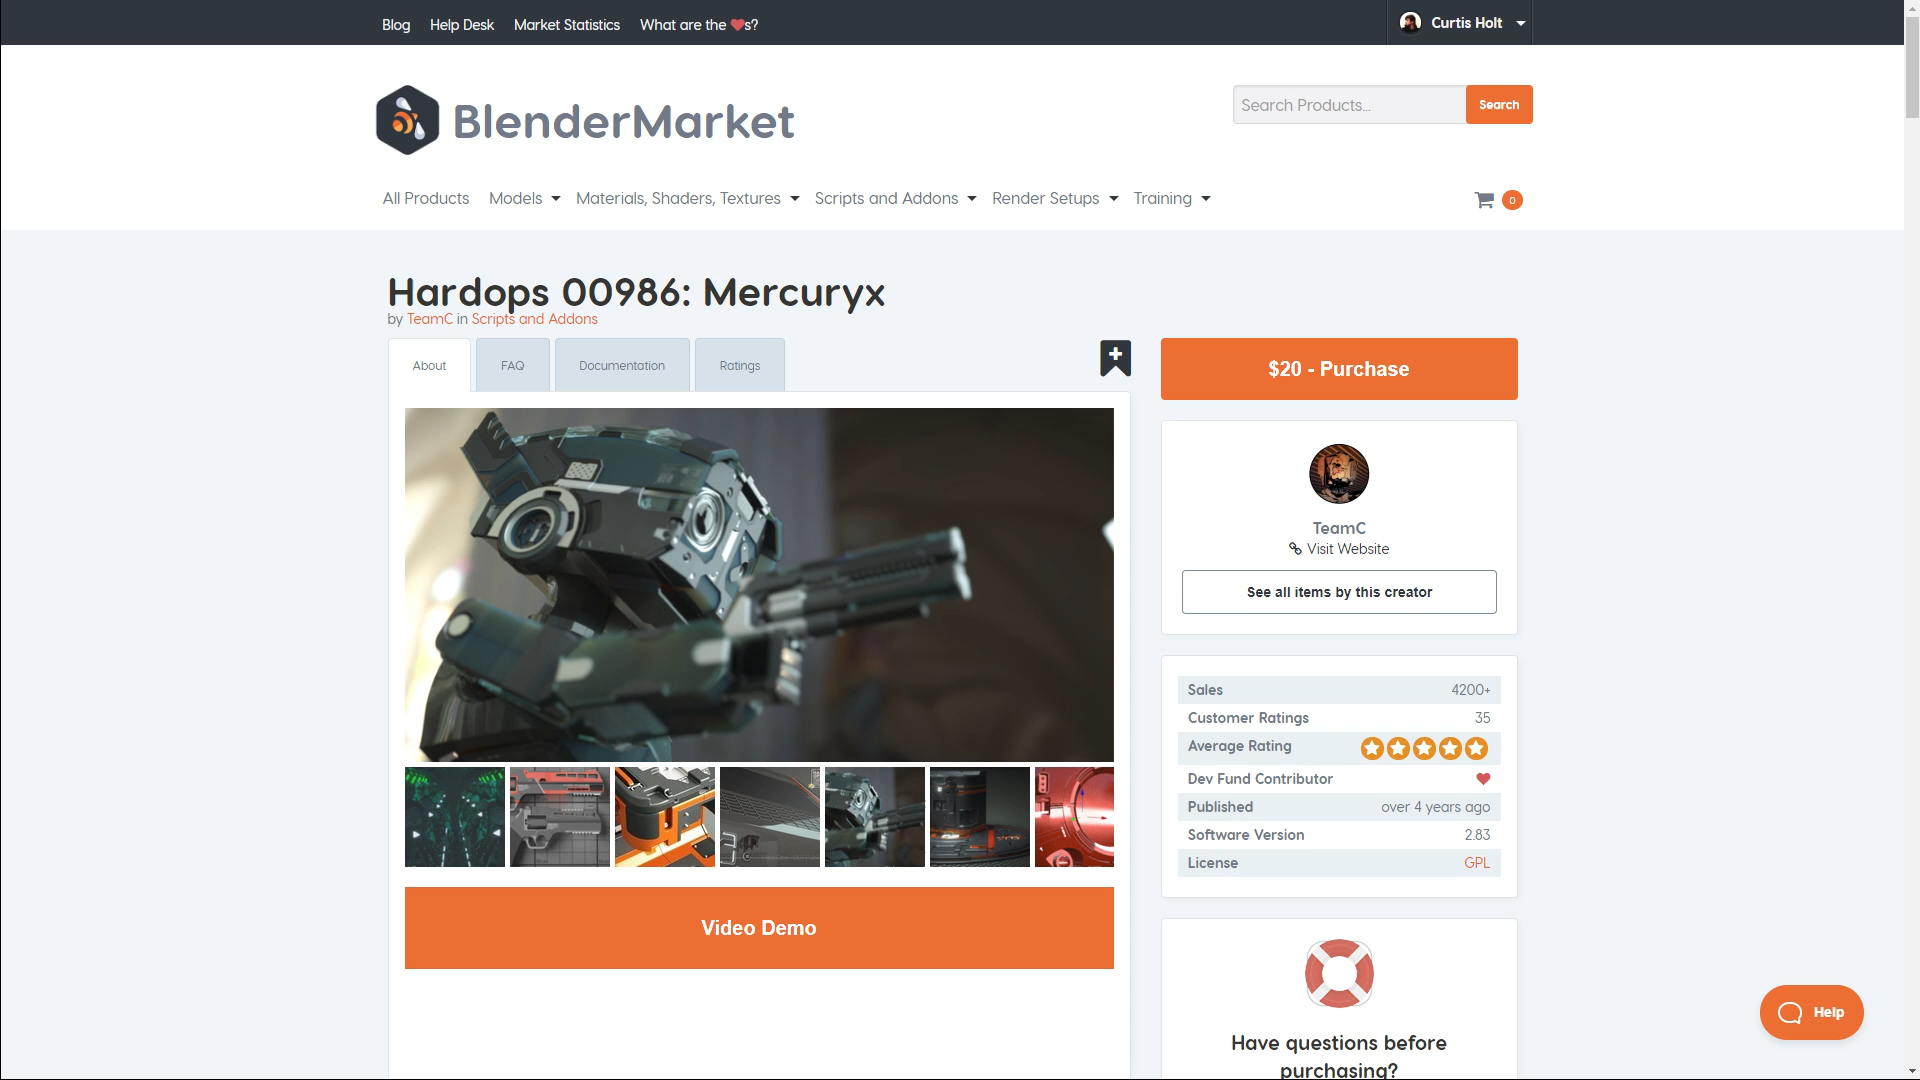 Blog Help Desk Market Statistics What are the ❤s?
Curtis Holt
BlenderMarket
Search Products...
Search
All Products Models Materials, Shaders, Textures Scripts and Addons Render Setups Training
0
Hardops 00986: Mercuryx
by TeamC in Scripts and Addons
About FAQ Documentation Ratings
$20 - Purchase
TeamC
Visit Website
See all items by this creator
Sales 4200+
Customer Ratings 35
Average Rating
Dev Fund Contributor
Published over 4 years ago
Software Version 2.83
License GPL
Video Demo
Have questions before
purchasing?
Help